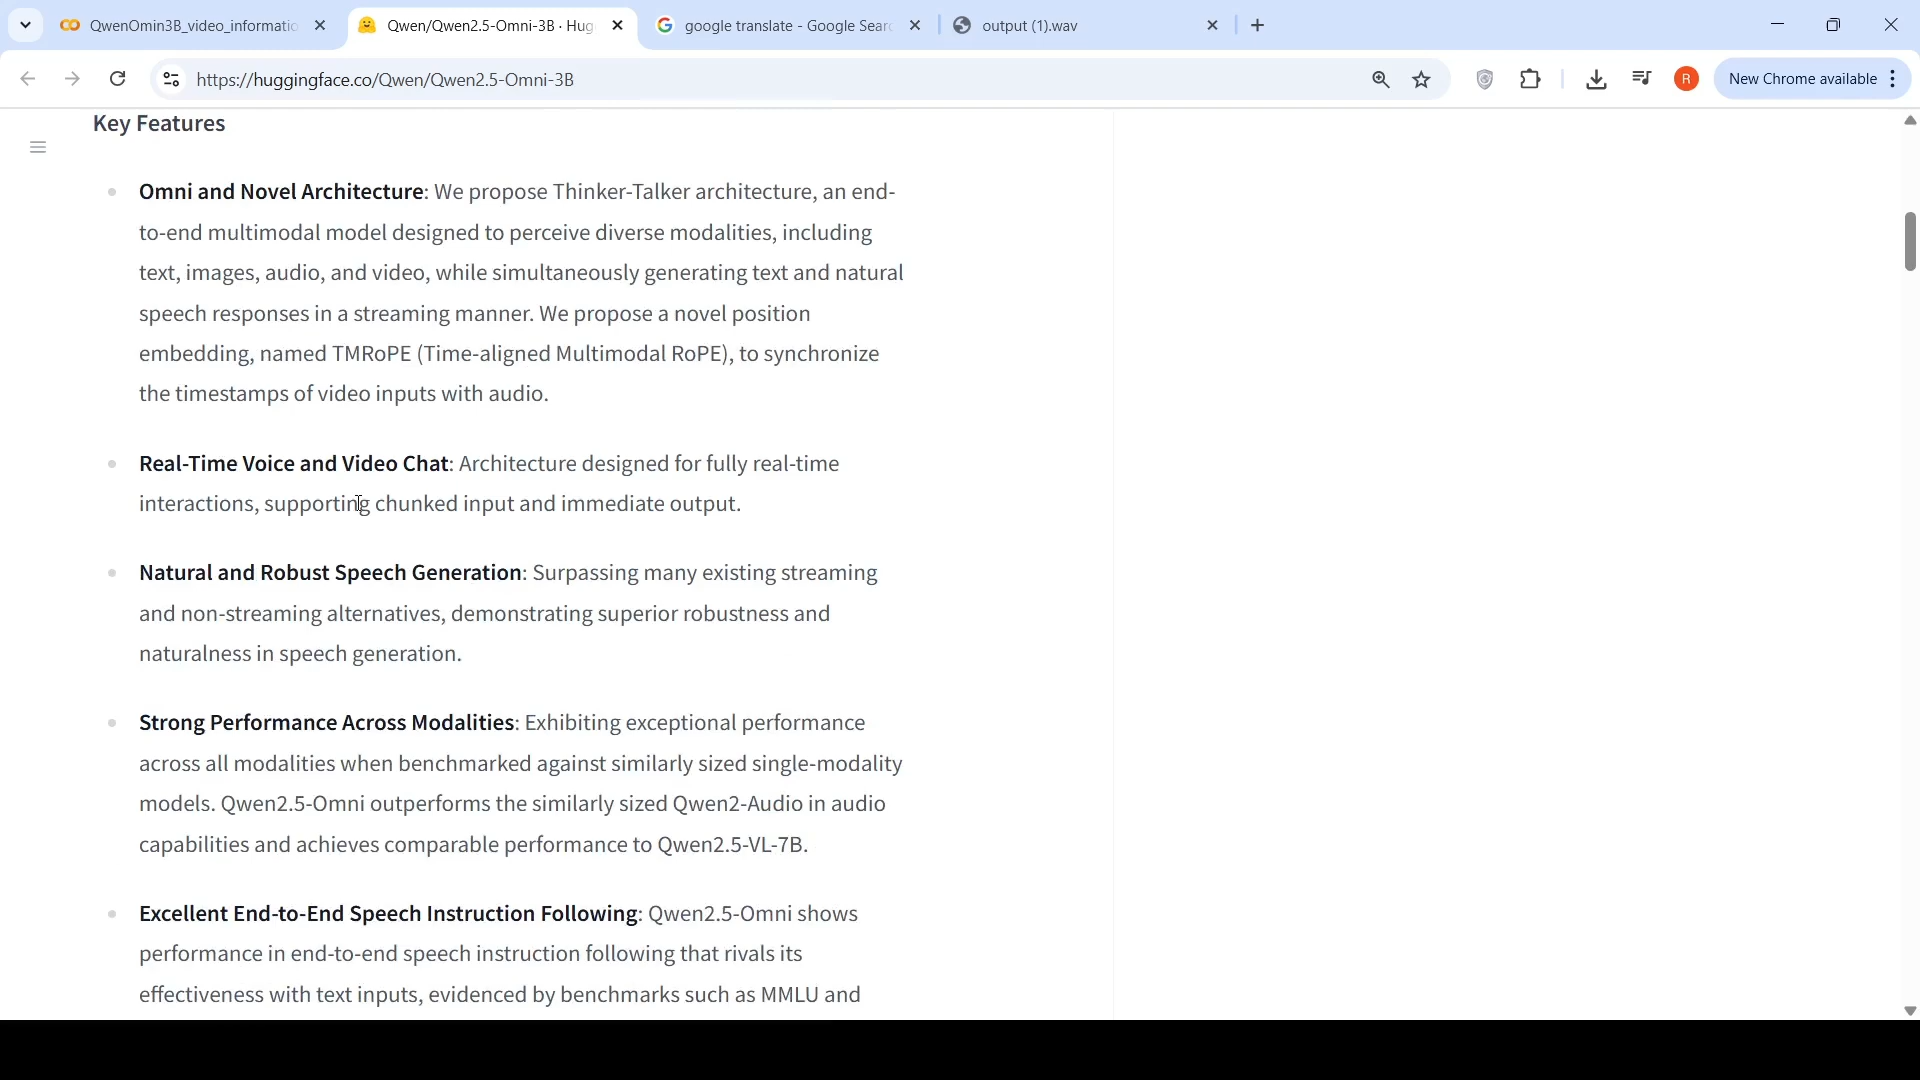 QwenOmin3B_video_informatio
Qwen/Qwen2.5-Omni-3B · Hug
google translate - Google Searc
output (1).wav
https://huggingface.co/Qwen/Qwen2.5-Omni-3B
R
New Chrome available
Key Features
Omni and Novel Architecture: We propose Thinker-Talker architecture, an end-
to-end multimodal model designed to perceive diverse modalities, including
text, images, audio, and video, while simultaneously generating text and natural
speech responses in a streaming manner. We propose a novel position
embedding, named TMRoPE (Time-aligned Multimodal RoPE), to synchronize
the timestamps of video inputs with audio.
Real-Time Voice and Video Chat: Architecture designed for fully real-time
interactions, supporting chunked input and immediate output.
Natural and Robust Speech Generation: Surpassing many existing streaming
and non-streaming alternatives, demonstrating superior robustness and
naturalness in speech generation.
Strong Performance Across Modalities: Exhibiting exceptional performance
across all modalities when benchmarked against similarly sized single-modality
models. Qwen2.5-Omni outperforms the similarly sized Qwen2-Audio in audio
capabilities and achieves comparable performance to Qwen2.5-VL-7B.
Excellent End-to-End Speech Instruction Following: Qwen2.5-Omni shows
performance in end-to-end speech instruction following that rivals its
effectiveness with text inputs, evidenced by benchmarks such as MMLU and